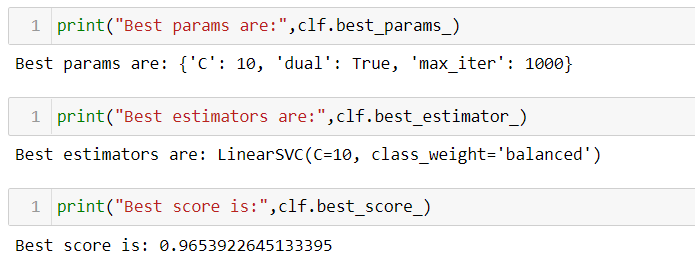 1 print("Best params are:",clf.best_params_)
Best params are: {'C': 10, 'dual': True, 'max_iter': 1000}
1 print("Best estimators are:",clf.best_estimator_)
Best estimators are: LinearSVC(C=10, class_weight='balanced')
1 print("Best score is:",clf.best_score_)
Best score is: 0.9653922645133395